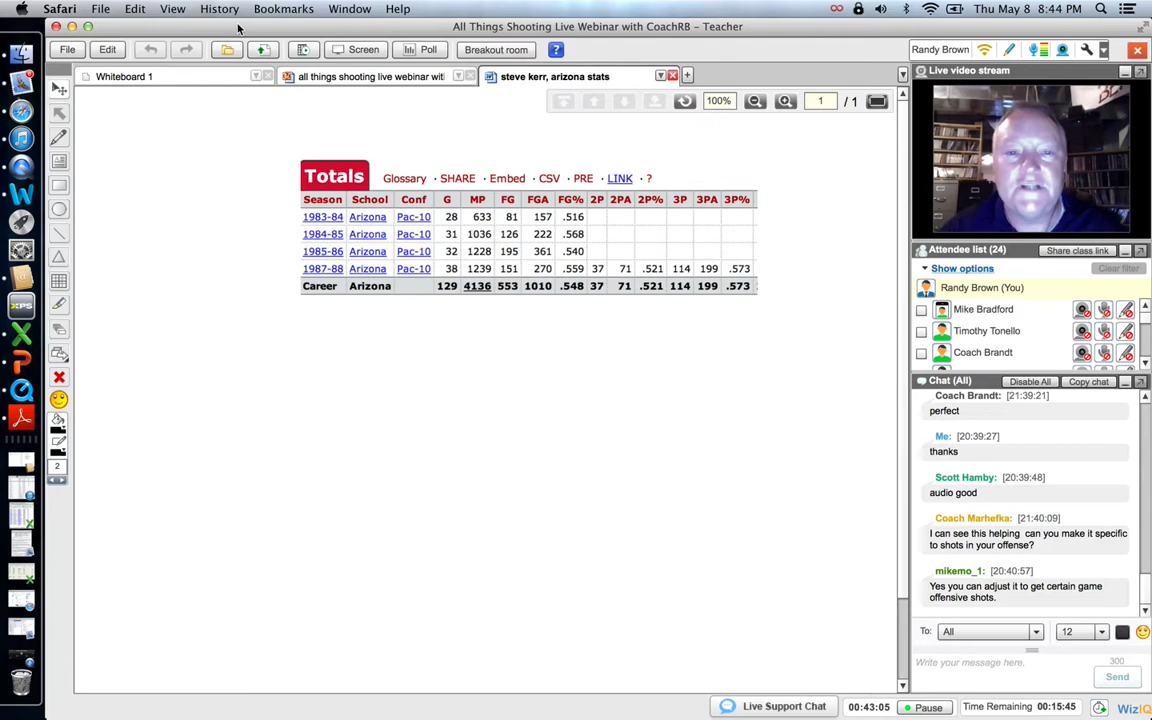 Safari File Edit View History Bookmarks Window Help Thu May 8 8:44 PM
All Things Shooting Live Webinar with CoachRB – Teacher
File Edit Screen Poll Breakout room ? Randy Brown
Whiteboard 1 all things shooting live webinar wit steve kerr, arizona stats +
Live video stream
100% 1 / 1
Totals Glossary · SHARE · Embed · CSV · PRE · LINK · ?
Season School Conf G MP FG FGA FG% 2P 2PA 2P% 3P 3PA 3P%
1983-84 Arizona Pac-10 28 633 81 157 .516
1984-85 Arizona Pac-10 31 1036 126 222 .568
1985-86 Arizona Pac-10 32 1228 195 361 .540
1987-88 Arizona Pac-10 38 1239 151 270 .559 37 71 .521 114 199 .573
Career Arizona 129 4136 553 1010 .548 37 71 .521 114 199 .573
XPS
2
Attendee list (24) Share class link
Show options Clear filter
Randy Brown (You)
Mike Bradford
Timothy Tonello
Coach Brandt
Chat (All) Disable All Copy chat
Coach Brandt: [21:39:21]
perfect
Me: [20:39:27]
thanks
Scott Hamby: [20:39:48]
audio good
Coach Marhefka: [21:40:09]
I can see this helping can you make it specific
to shots in your offense?
mikemo_1: [20:40:57]
Yes you can adjust it to get certain game
offensive shots.
To: All 12
Write your message here. 300
Send
Live Support Chat 00:43:05 Pause Time Remaining 00:15:45 WizIQ